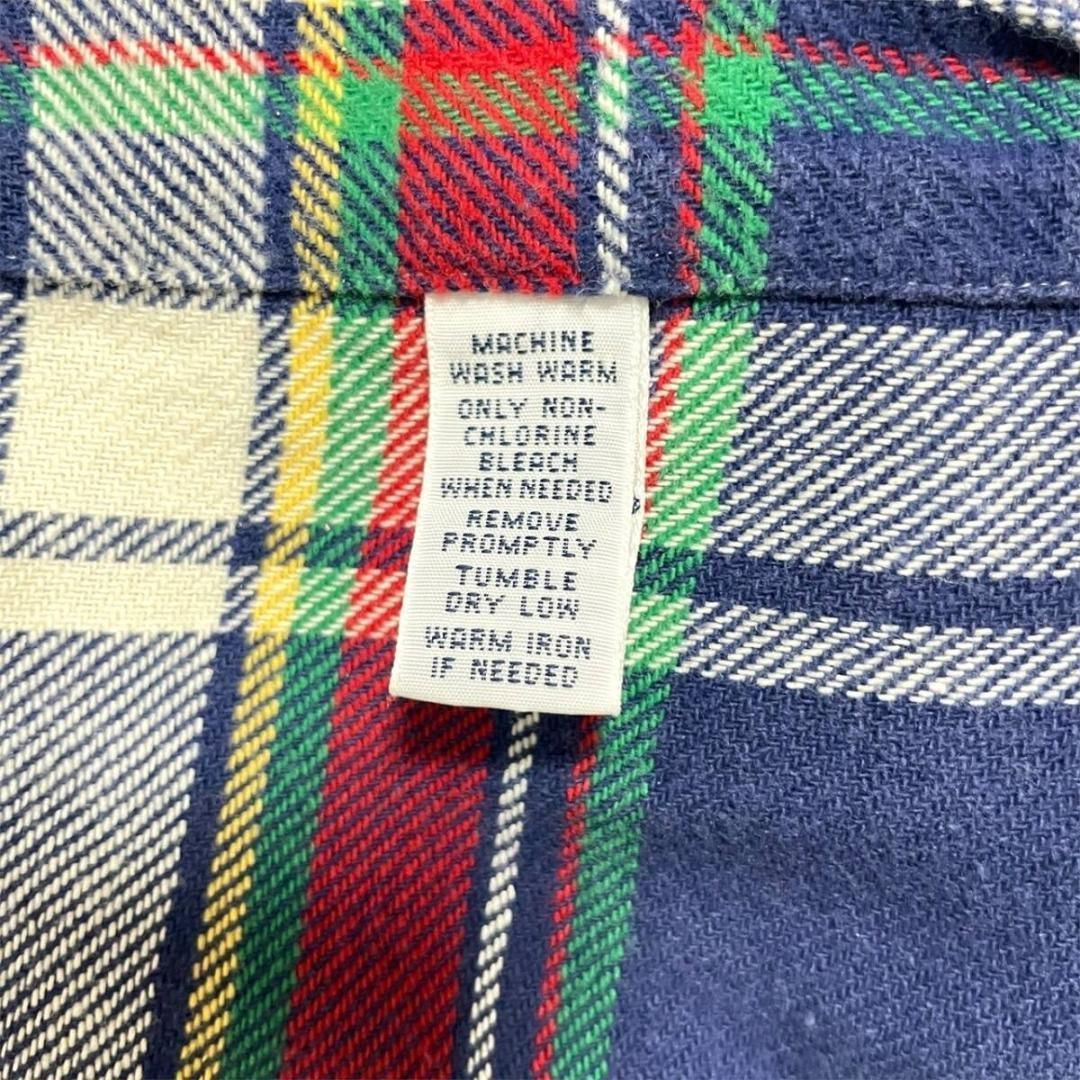 MACHINE
WASH WARM
ONLY NON-
CHLORINE
BLEACH
WHEN NEEDED
REMOVE
PROMPTLY
TUMBLE
DRY LOW
WARM IRON
IF NEEDED